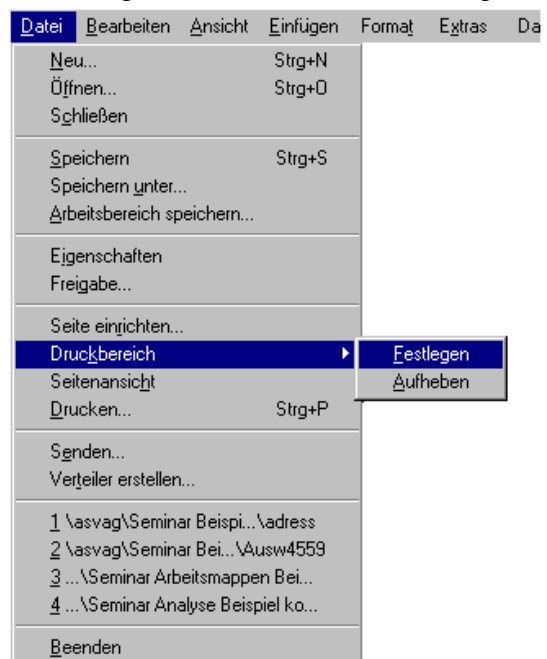 Datei Bearbeiten Ansicht Einfügen Format Extras Da
Neu... Strg+N
Öffnen... Strg+O
Schließen
Speichern Strg+S
Speichern unter...
Arbeitsbereich speichern...
Eigenschaften
Freigabe...
Seite einrichten...
Druckbereich Festlegen
Seitenansicht Aufheben
Drucken... Strg+P
Senden...
Verteiler erstellen...
1 \asvag\Seminar Beispi...\adress
2 \asvag\Seminar Bei...\Ausw4559
3 ...\Seminar Arbeitsmappen Bei...
4 ...\Seminar Analyse Beispiel ko...
Beenden